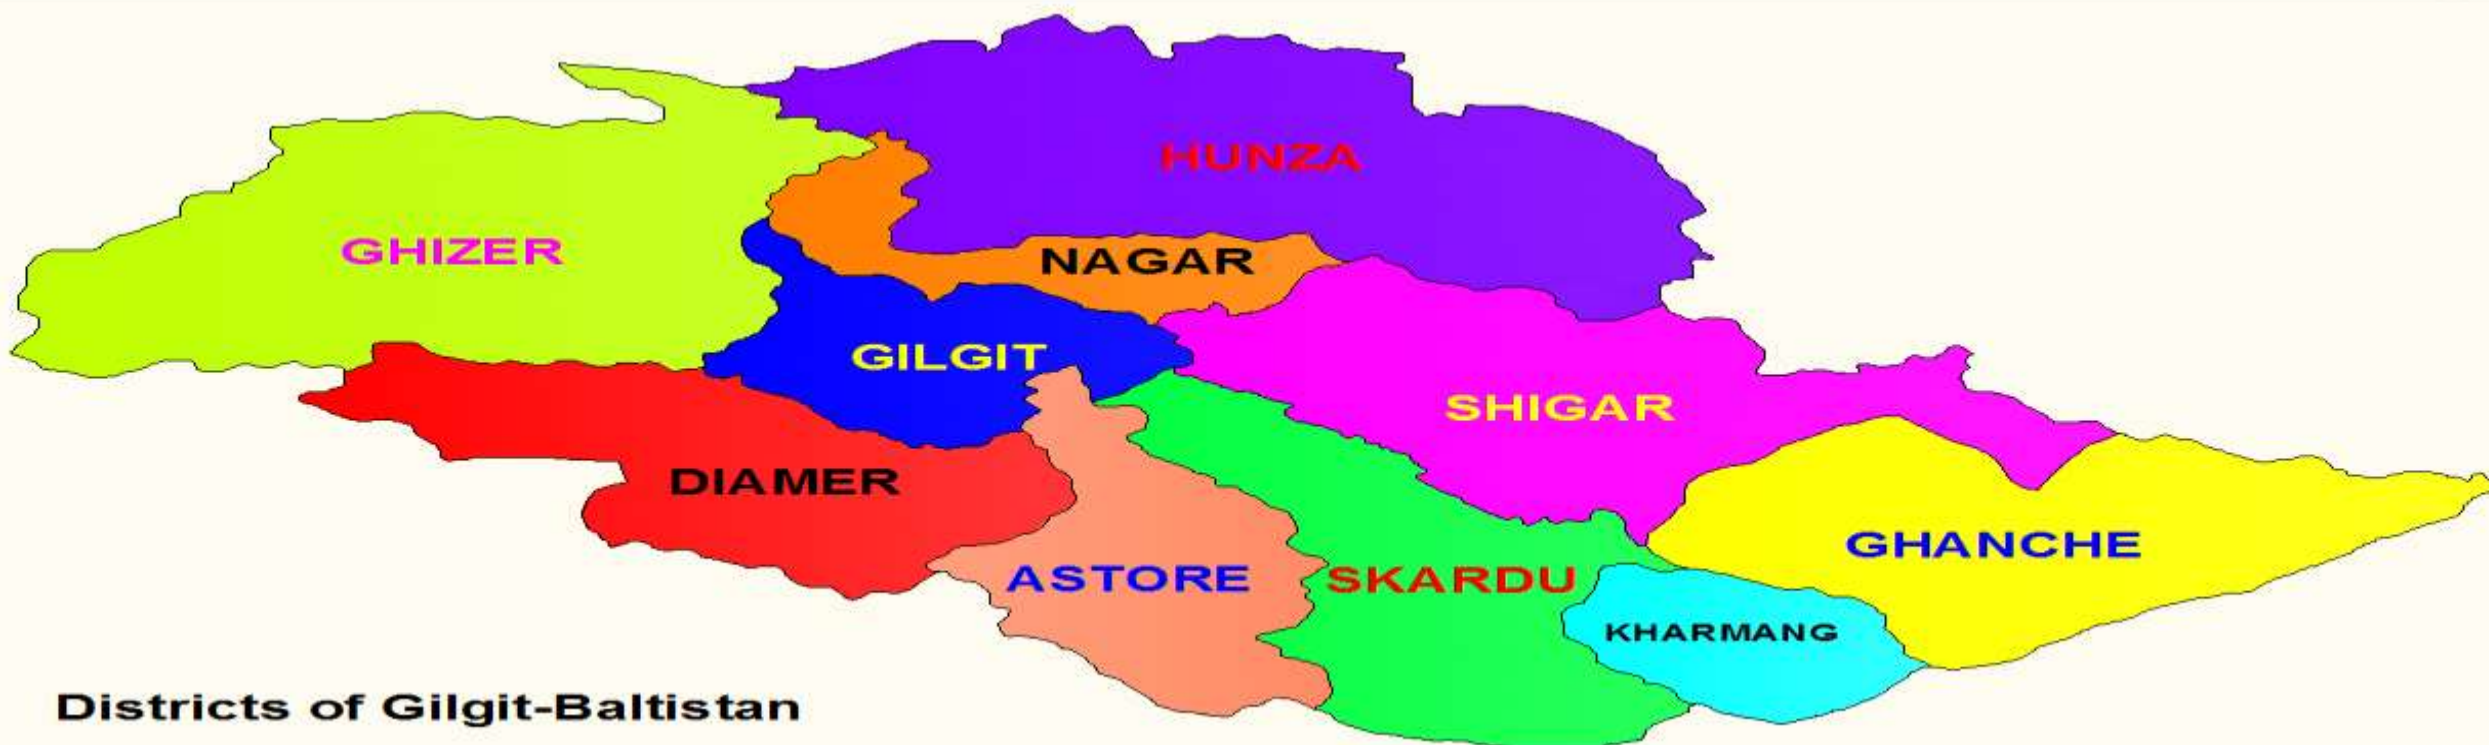 HUNZA
GHIZER
NAGAR
GILGIT
SHIGAR
DIAMER
GHANCHE
ASTORE
SKARDU
KHARMANG
Districts of Gilgit-Baltistan